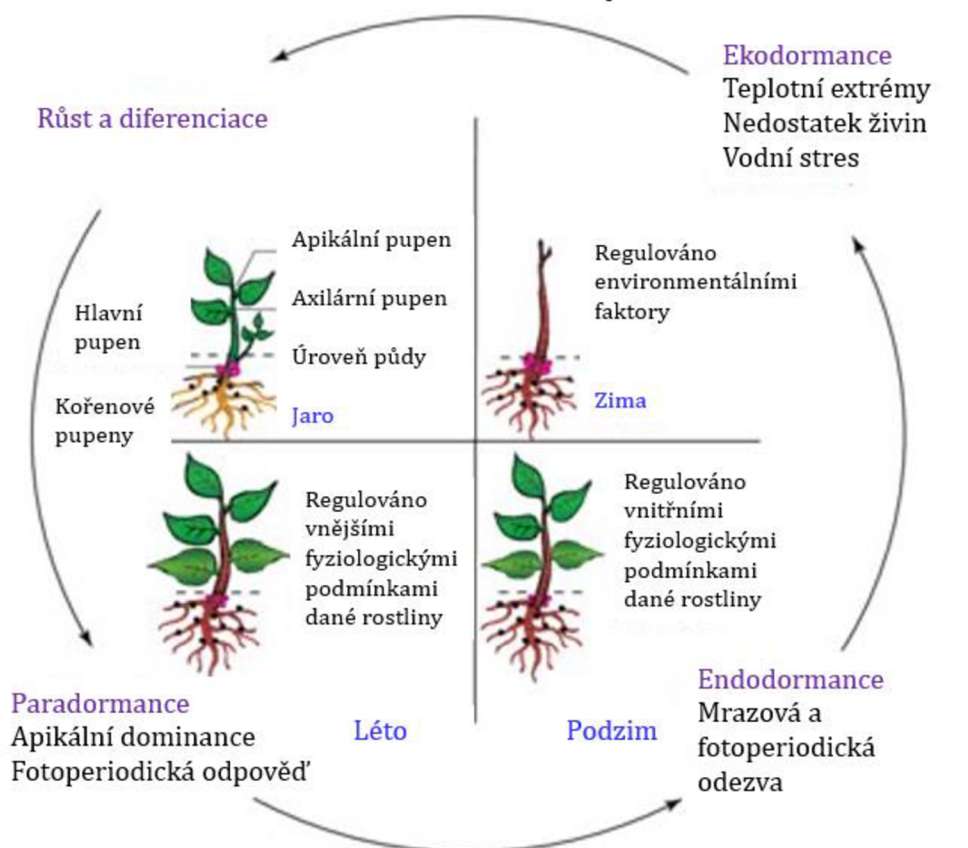 Ekodormance
Teplotní extrémy
Nedostatek živin
Vodní stres
Růst a diferenciace
Apikální pupen
Axilární pupen
Hlavní
pupen
Úroveň půdy
Kořenové
pupeny
Jaro
Regulováno
environmentálními
faktory
Zima
Regulováno
vnějšími
fyziologickými
podmínkami
dané rostliny
Regulováno
vnitřními
fyziologickými
podmínkami
dané rostliny
Paradormance
Apikální dominance
Fotoperiodická odpověď
Léto
Podzim
Endodormance
Mrazová a
fotoperiodická
odezva